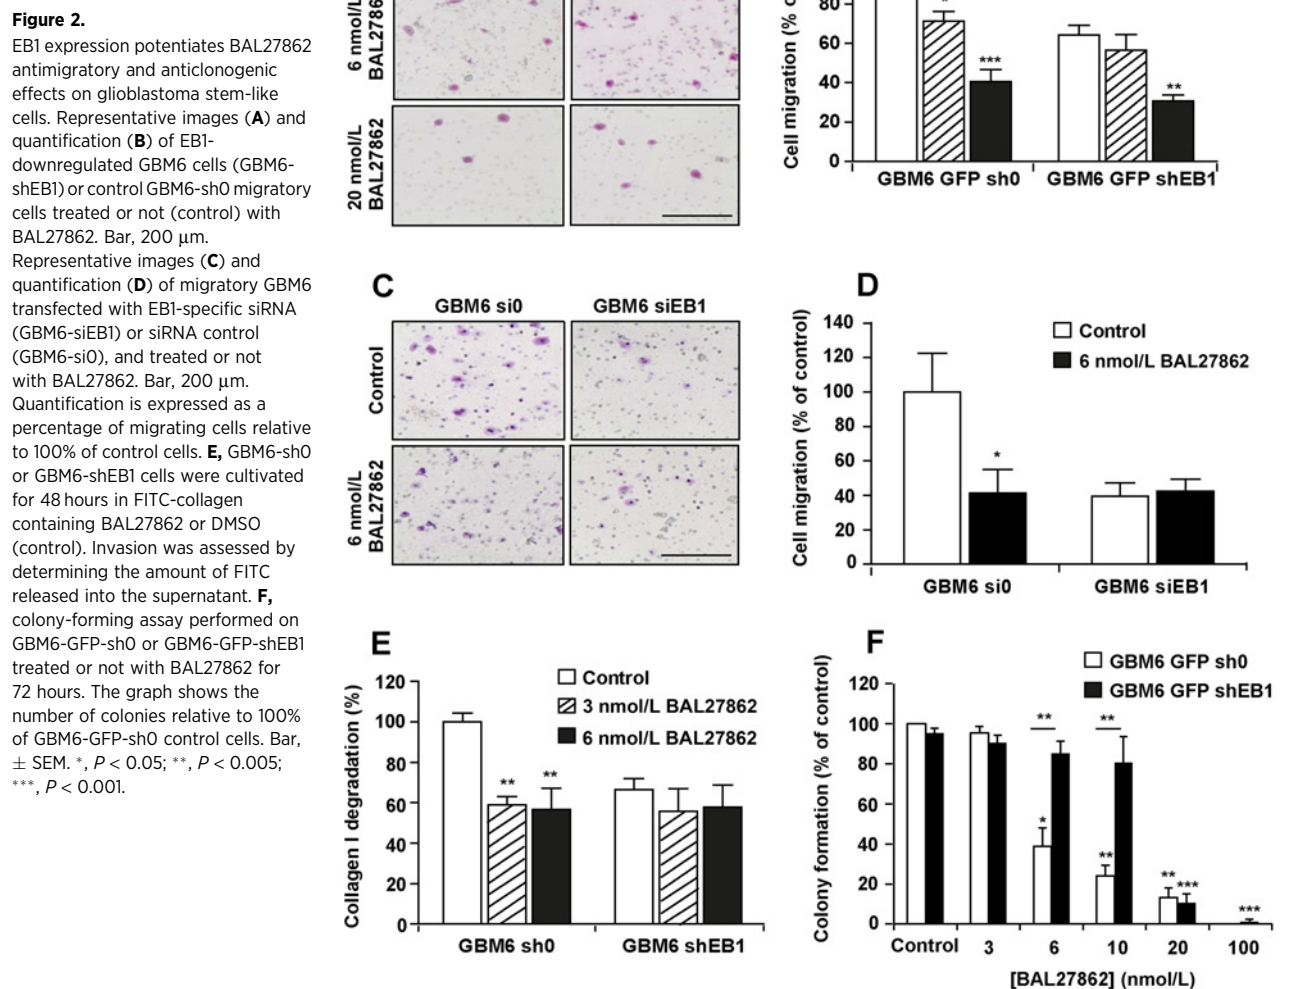 Figure 2.
EB1 expression potentiates BAL27862
antimigratory and anticlonogenic
effects on glioblastoma stem-like
cells. Representative images (A) and
quantification (B) of EB1-
downregulated GBM6 cells (GBM6-
shEB1) or control GBM6-sh0 migratory
cells treated or not (control) with
BAL27862. Bar, 200 μm.
Representative images (C) and
quantification (D) of migratory GBM6
transfected with EB1-specific siRNA
(GBM6-siEB1) or siRNA control
(GBM6-si0), and treated or not
with BAL27862. Bar, 200 μm.
Quantification is expressed as a
percentage of migrating cells relative
to 100% of control cells. E, GBM6-sh0
or GBM6-shEB1 cells were cultivated
for 48 hours in FITC-collagen
containing BAL27862 or DMSO
(control). Invasion was assessed by
determining the amount of FITC
released into the supernatant. F,
colony-forming assay performed on
GBM6-GFP-sh0 or GBM6-GFP-shEB1
treated or not with BAL27862 for
72 hours. The graph shows the
number of colonies relative to 100%
of GBM6-GFP-sh0 control cells. Bar,
± SEM. *, P < 0.05; **, P < 0.005;
***, P < 0.001.
6 nmol/L
BAL27862
20 nmol/L
BAL27862
Cell migration (%
80
60
40
20
0
*
***
**
GBM6 GFP sh0
GBM6 GFP shEB1
C
GBM6 si0
GBM6 siEB1
Control
6 nmol/L
BAL27862
D
Cell migration (% of control)
140
120
100
80
60
40
20
0
Control
6 nmol/L BAL27862
*
GBM6 si0
GBM6 siEB1
E
Collagen I degradation (%)
120
100
80
60
40
20
0
Control
3 nmol/L BAL27862
6 nmol/L BAL27862
**
**
GBM6 sh0
GBM6 shEB1
F
Colony formation (% of control)
120
100
80
60
40
20
0
GBM6 GFP sh0
GBM6 GFP shEB1
**
**
*
**
**
***
***
Control
3
6
10
20
100
[BAL27862] (nmol/L)